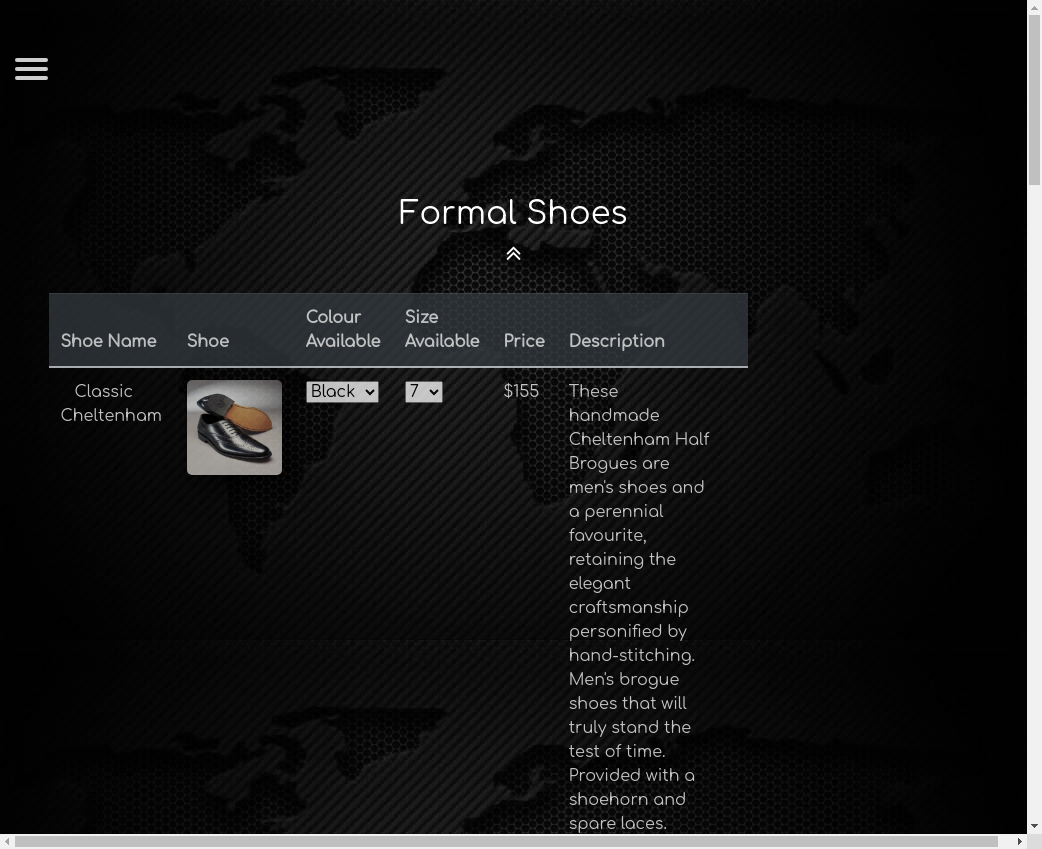 Formal Shoes
Shoe Name
Shoe
Colour
Available
Size
Available
Price
Description
Classic
Cheltenham
Black
7
$155
These
handmade
Cheltenham Half
Brogues are
men's shoes and
a perennial
favourite,
retaining the
elegant
craftsmanship
personified by
hand-stitching.
Men's brogue
shoes that will
truly stand the
test of time.
Provided with a
shoehorn and
spare laces.